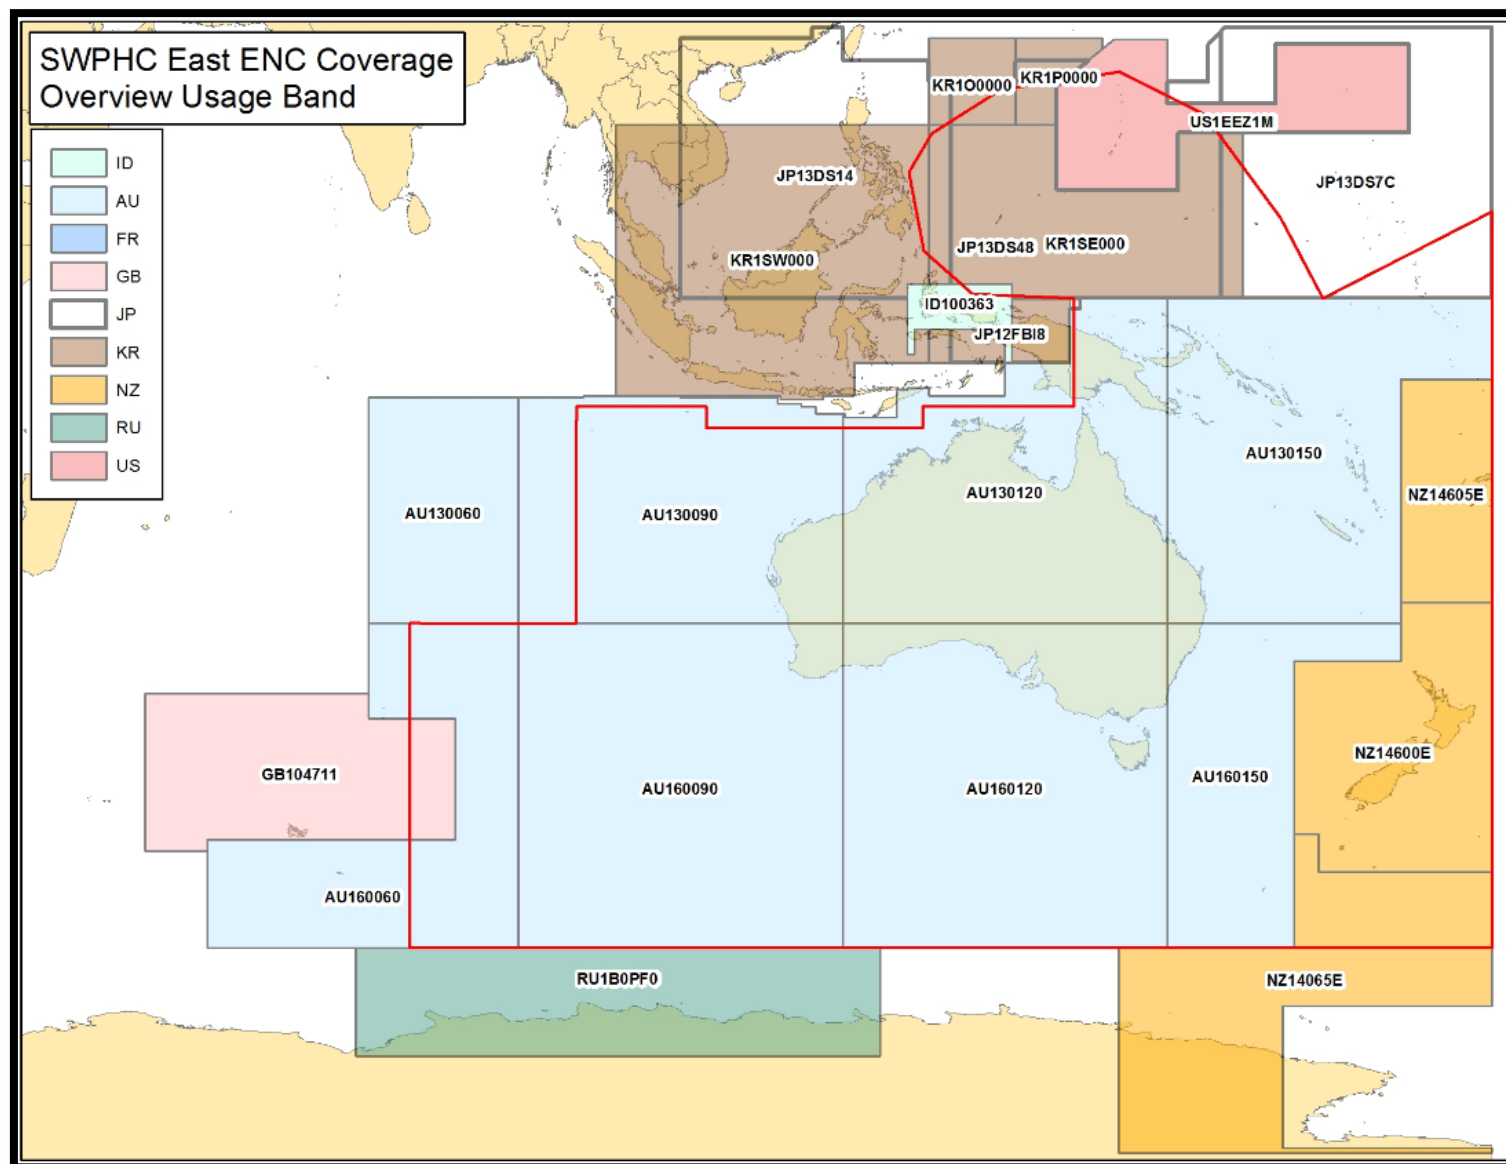 SWPHC East ENC Coverage
Overview Usage Band
ID
AU
FR
GB
JP
KR
NZ
RU
US
KR1O0000
KR1P0000
US1EEZ1M
JP13DS14
JP13DS7C
JP13DS48
KR1SE000
KR1SW000
ID100363
JP12FBI8
AU130150
AU130120
NZ14605E
AU130060
AU130090
NZ14600E
GB104711
AU160090
AU160120
AU160150
AU160060
RU1B0PF0
NZ14065E